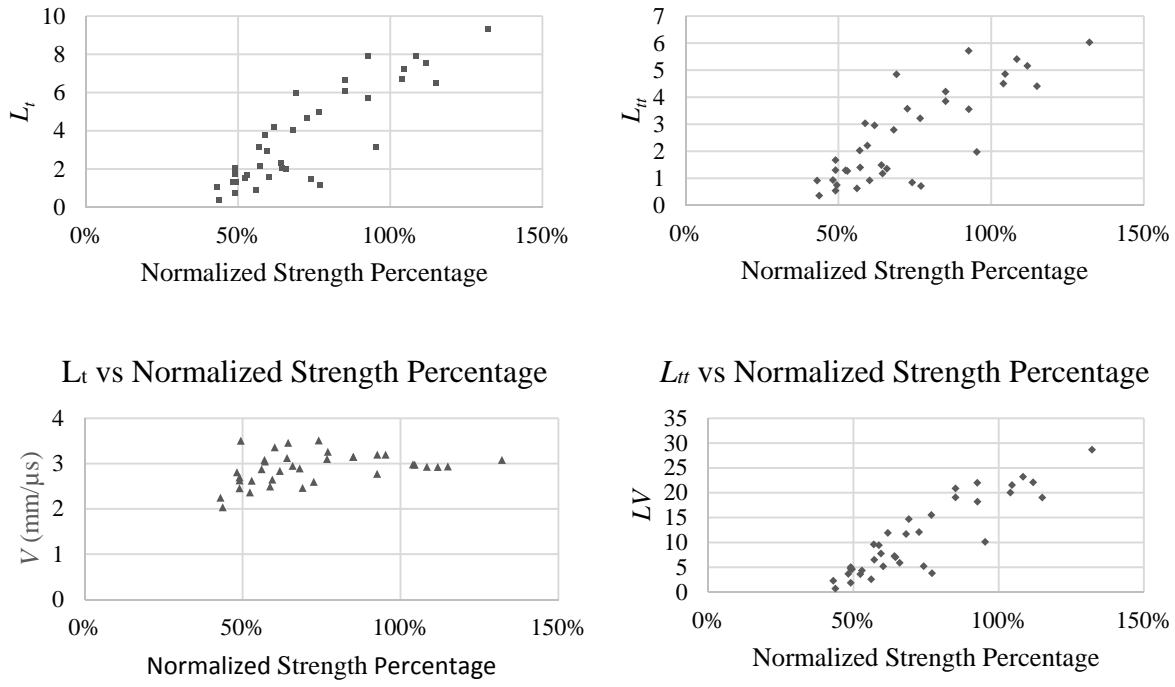 10
8
6
4
2
0
L_t
0% 50% 100% 150%
Normalized Strength Percentage
7
6
5
4
3
2
1
0
L_tt
0% 50% 100% 150%
Normalized Strength Percentage
L_t vs Normalized Strength Percentage
4
3
2
1
0
V (mm/μs)
0% 50% 100% 150%
Normalized Strength Percentage
L_tt vs Normalized Strength Percentage
35
30
25
20
15
10
5
0
LV
0% 50% 100% 150%
Normalized Strength Percentage